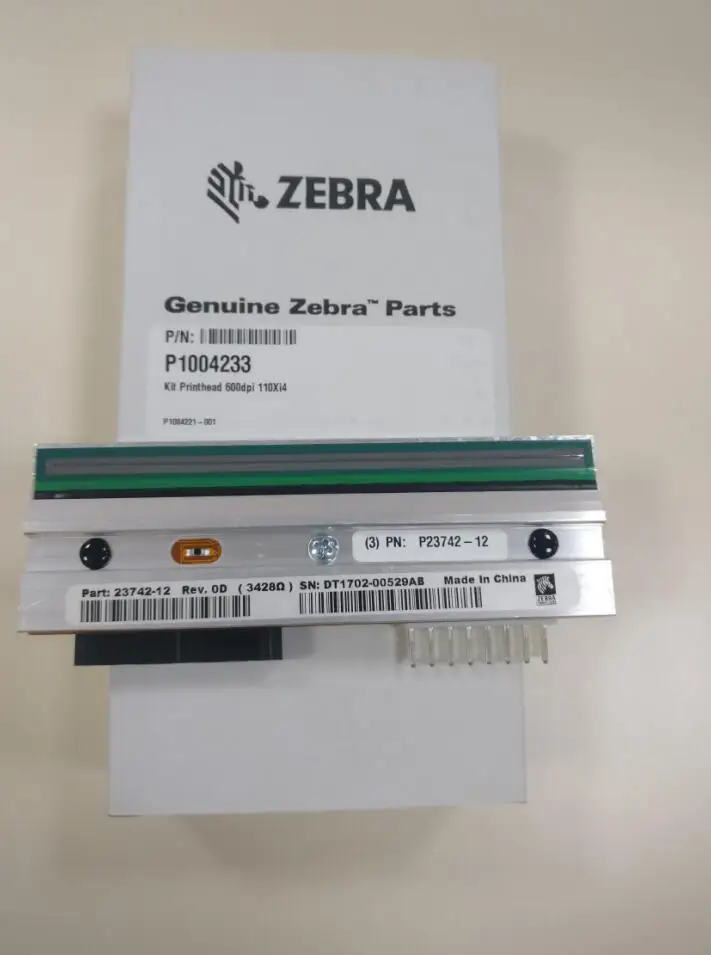 ZEBRA
Genuine Zebra™ Parts
P/N:
P1004233
Kit Printhead 600dpi 110Xi4
P1004221-001
(3) PN: P23742-12
Part: 23742-12 Rev. 0D (3428Ω) SN: DT1702-00529AB Made in China
ZEBRA